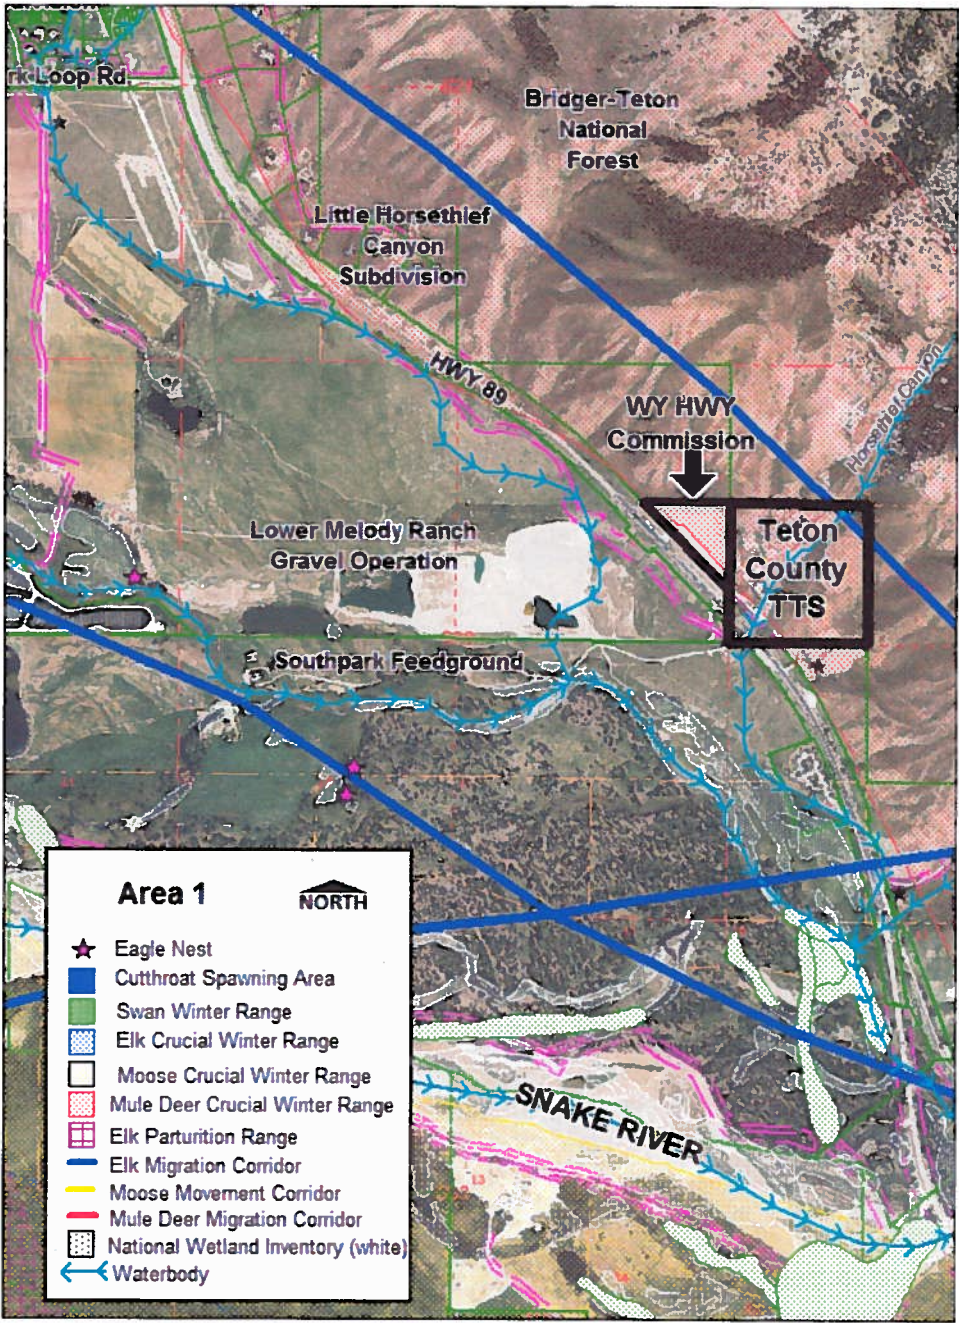 rk Loop Rd.
Bridger-Teton
National
Forest
Little Horsethief
Canyon
Subdivision
HWY 89
WY HWY
Commission
Horsethief Canyon
Teton
County
TTS
Lower Melody Ranch
Gravel Operation
Southpark Feedground
SNAKE RIVER
13
14
Area 1
NORTH
Eagle Nest
Cutthroat Spawning Area
Swan Winter Range
Elk Crucial Winter Range
Moose Crucial Winter Range
Mule Deer Crucial Winter Range
Elk Parturition Range
Elk Migration Corridor
Moose Movement Corridor
Mule Deer Migration Corridor
National Wetland Inventory (white)
Waterbody